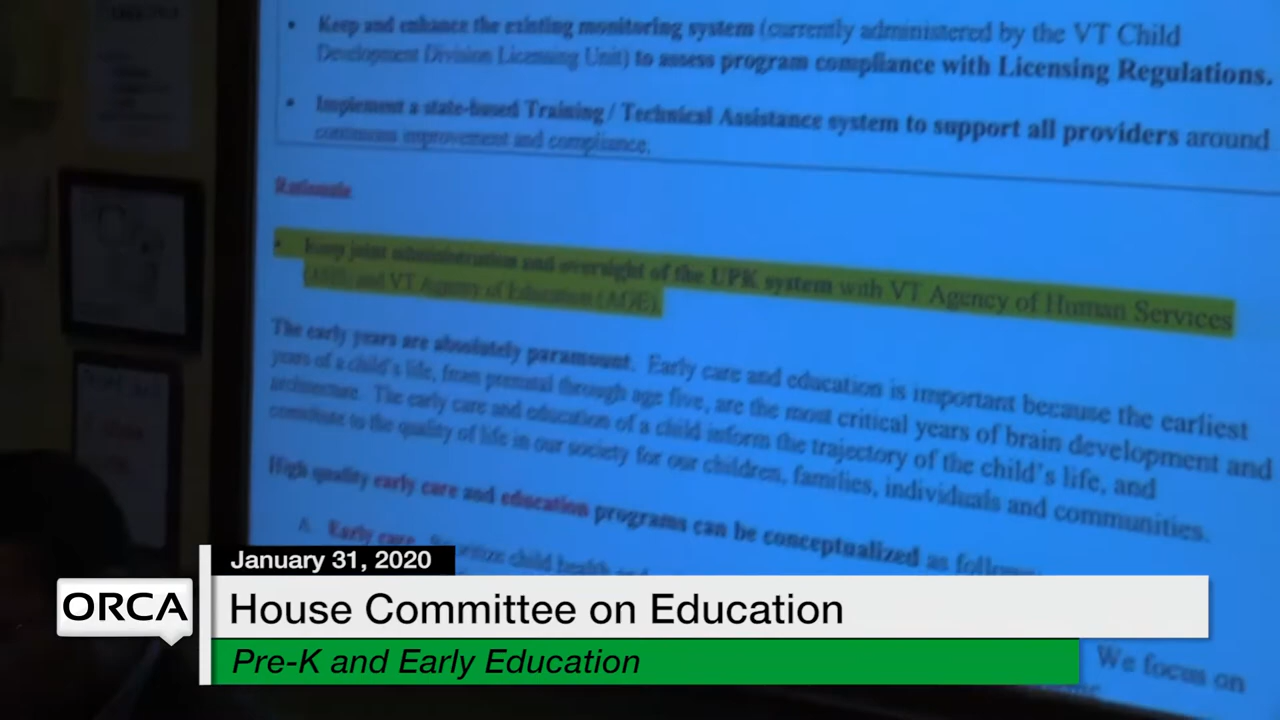 • Keep and enhance the existing monitoring system (currently administered by the VT Child
Development Division Licensing Unit) to assess program compliance with Licensing Regulations.
• Implement a state-based Training / Technical Assistance system to support all providers around
continuous improvement and compliance.
Rationale
• Keep joint administration and oversight of the UPK system with VT Agency of Human Services
(AHS) and VT Agency of Education (AOE).
The early years are absolutely paramount. Early care and education is important because the earliest
years of a child's life, from prenatal through age five, are the most critical years of brain development and
architecture. The early care and education of a child inform the trajectory of the child's life, and
contribute to the quality of life in our society for our children, families, individuals and communities.
High quality early care and education programs can be conceptualized as follows
A. Early care child health and
We focus on
January 31, 2020
ORCA
House Committee on Education
Pre-K and Early Education